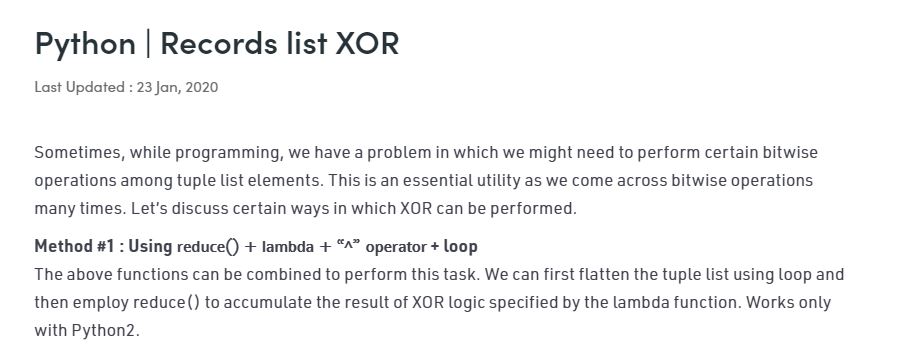 Python | Records list XOR
Last Updated : 23 Jan, 2020
Sometimes, while programming, we have a problem in which we might need to perform certain bitwise
operations among tuple list elements. This is an essential utility as we come across bitwise operations
many times. Let’s discuss certain ways in which XOR can be performed.
Method #1 : Using reduce() + lambda + “^” operator + loop
The above functions can be combined to perform this task. We can first flatten the tuple list using loop and
then employ reduce() to accumulate the result of XOR logic specified by the lambda function. Works only
with Python2.